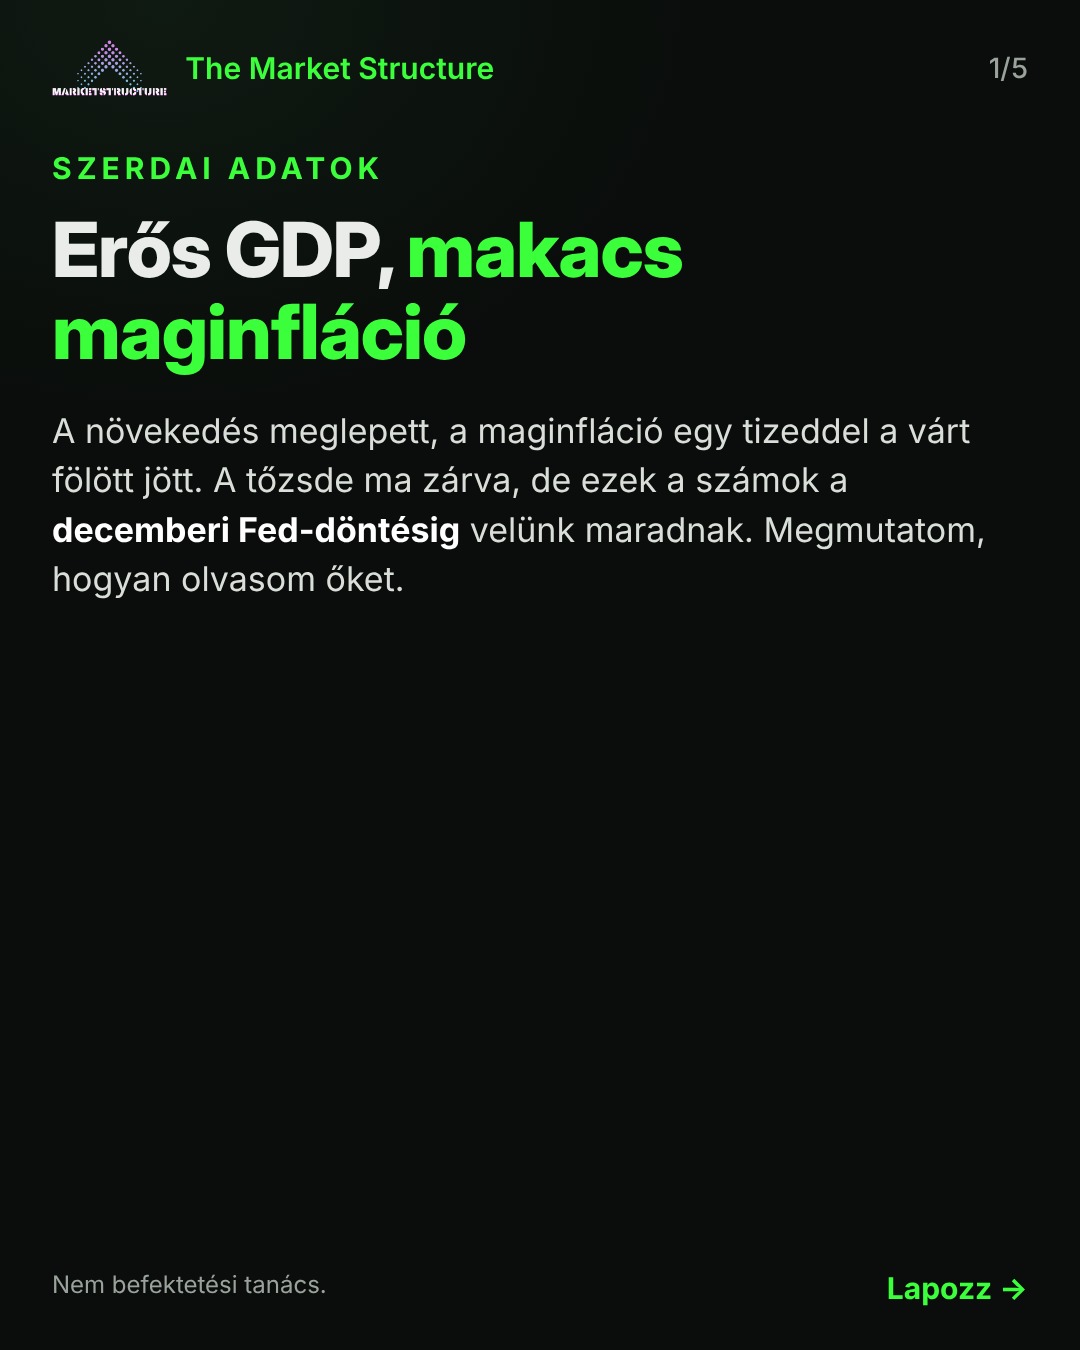 MARKETSTRUCTURE
The Market Structure
1/5
SZERDAI ADATOK
Erős GDP, makacs
maginfláció
A növekedés meglepett, a maginfláció egy tizeddel a várt
fölött jött. A tőzsde ma zárva, de ezek a számok a
decemberi Fed-döntésig velünk maradnak. Megmutatom,
hogyan olvasom őket.
Nem befektetési tanács.
Lapozz →